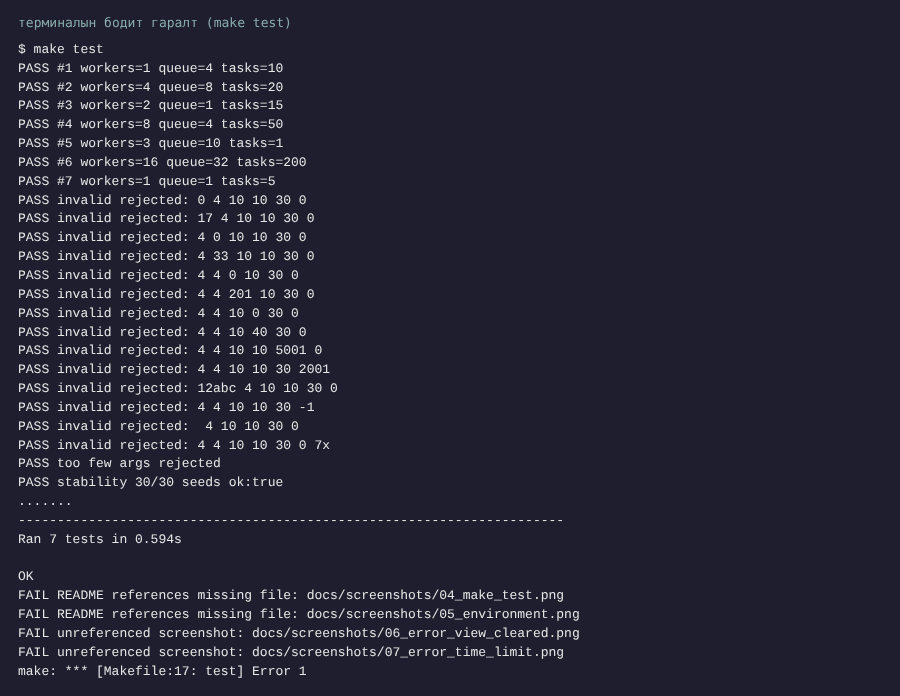 терминалын бодит гаралт (make test)
$ make test
PASS #1 workers=1 queue=4 tasks=10
PASS #2 workers=4 queue=8 tasks=20
PASS #3 workers=2 queue=1 tasks=15
PASS #4 workers=8 queue=4 tasks=50
PASS #5 workers=3 queue=10 tasks=1
PASS #6 workers=16 queue=32 tasks=200
PASS #7 workers=1 queue=1 tasks=5
PASS invalid rejected: 0 4 10 10 30 0
PASS invalid rejected: 17 4 10 10 30 0
PASS invalid rejected: 4 0 10 10 30 0
PASS invalid rejected: 4 33 10 10 30 0
PASS invalid rejected: 4 4 0 10 30 0
PASS invalid rejected: 4 4 201 10 30 0
PASS invalid rejected: 4 4 10 0 30 0
PASS invalid rejected: 4 4 10 40 30 0
PASS invalid rejected: 4 4 10 10 5001 0
PASS invalid rejected: 4 4 10 10 30 2001
PASS invalid rejected: 12abc 4 10 10 30 0
PASS invalid rejected: 4 4 10 10 30 -1
PASS invalid rejected:  4 10 10 30 0
PASS invalid rejected: 4 4 10 10 30 0 7x
PASS too few args rejected
PASS stability 30/30 seeds ok:true
.......
----------------------------------------------------------------------
Ran 7 tests in 0.594s
OK
FAIL README references missing file: docs/screenshots/04_make_test.png
FAIL README references missing file: docs/screenshots/05_environment.png
FAIL unreferenced screenshot: docs/screenshots/06_error_view_cleared.png
FAIL unreferenced screenshot: docs/screenshots/07_error_time_limit.png
make: *** [Makefile:17: test] Error 1